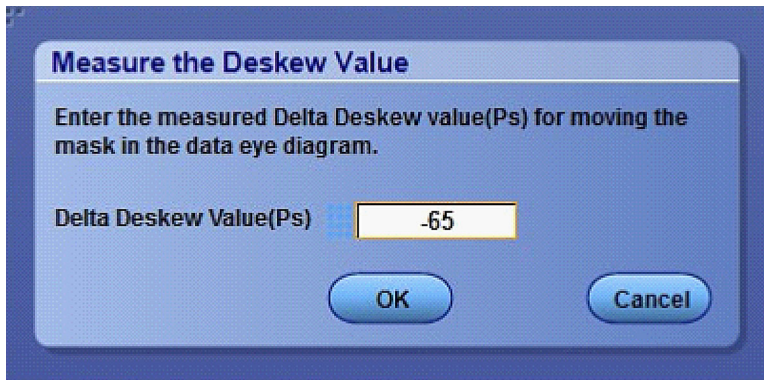 Measure the Deskew Value
Enter the measured Delta Deskew value(Ps) for moving the
mask in the data eye diagram.
Delta Deskew Value(Ps)
-65
OK
Cancel